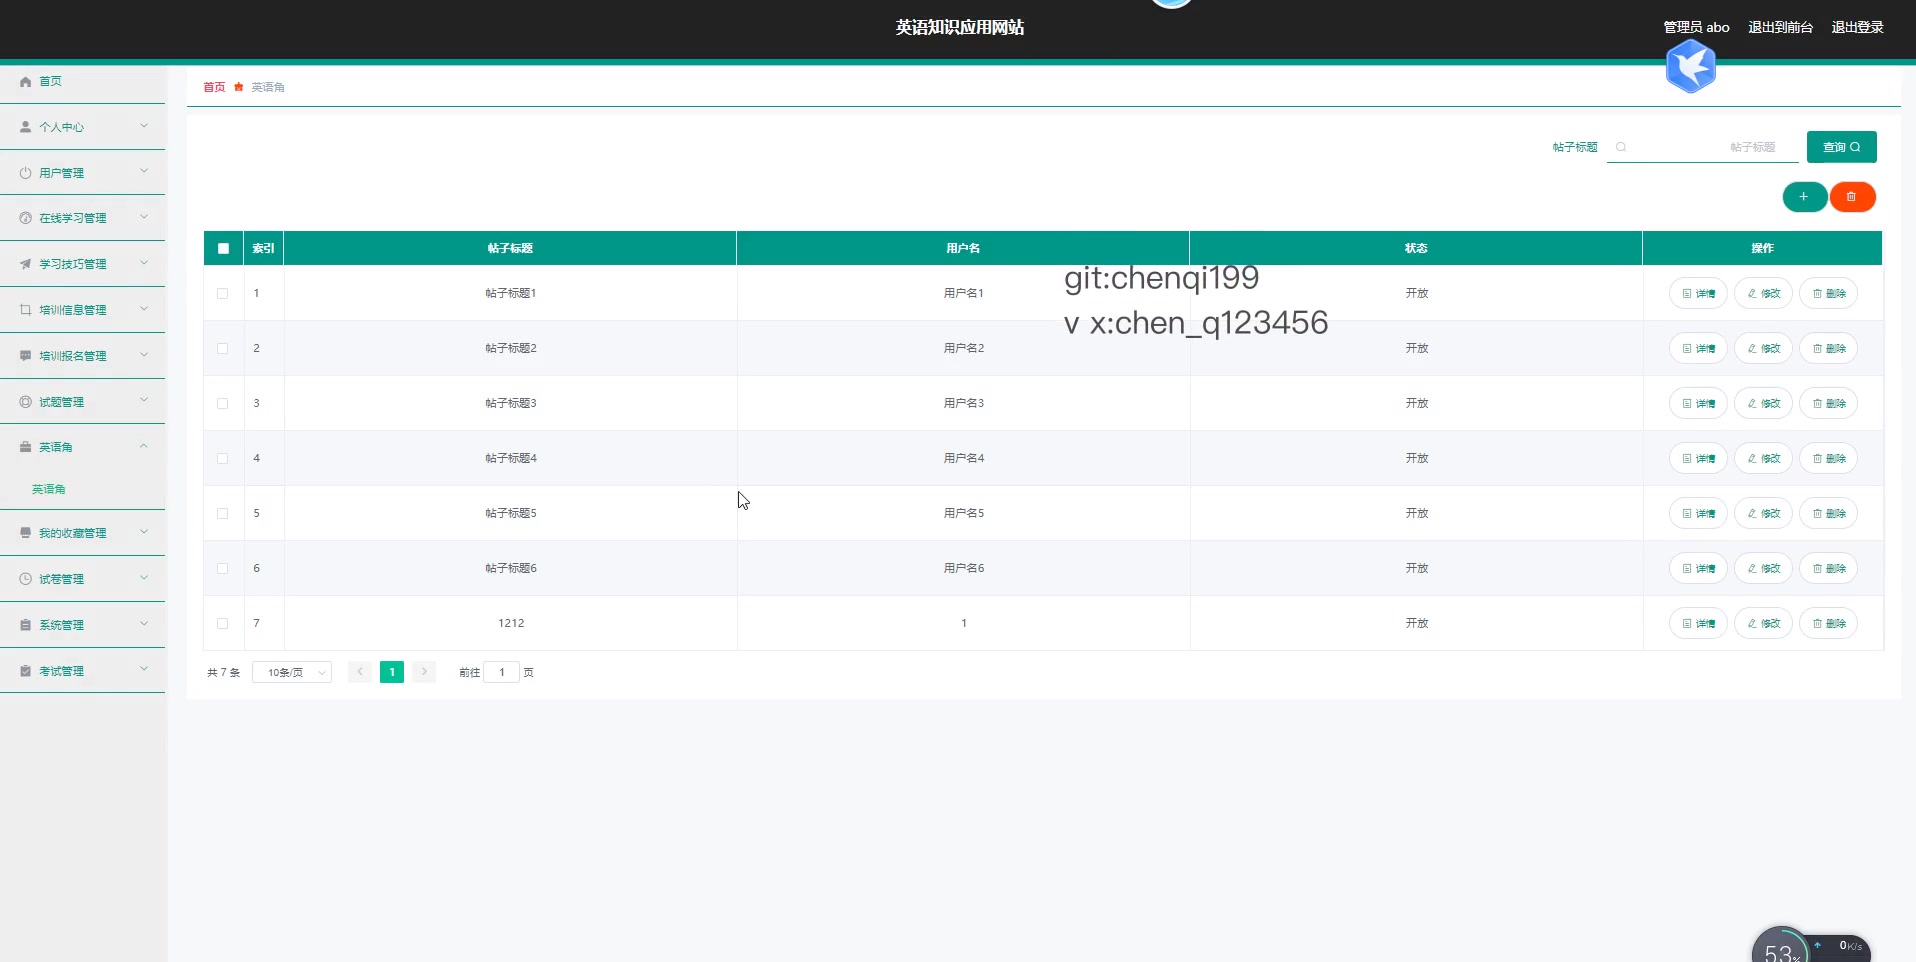 英语知识应用网站
管理员 abo 退出到前台 退出登录
首页
个人中心
用户管理
在线学习管理
学习技巧管理
培训信息管理
培训报名管理
试题管理
英语角
英语角
我的收藏管理
试卷管理
系统管理
考试管理
首页 英语角
帖子标题 帖子标题 查询
+
索引 帖子标题 用户名 状态 操作
1 帖子标题1 用户名1 开放 详情 修改 删除
git:chenqi199
v x:chen_q123456
2 帖子标题2 用户名2 开放 详情 修改 删除
3 帖子标题3 用户名3 开放 详情 修改 删除
4 帖子标题4 用户名4 开放 详情 修改 删除
5 帖子标题5 用户名5 开放 详情 修改 删除
6 帖子标题6 用户名6 开放 详情 修改 删除
7 1212 1 开放 详情 修改 删除
共 7 条 10条/页 1 前往 1 页
53% 0K/s